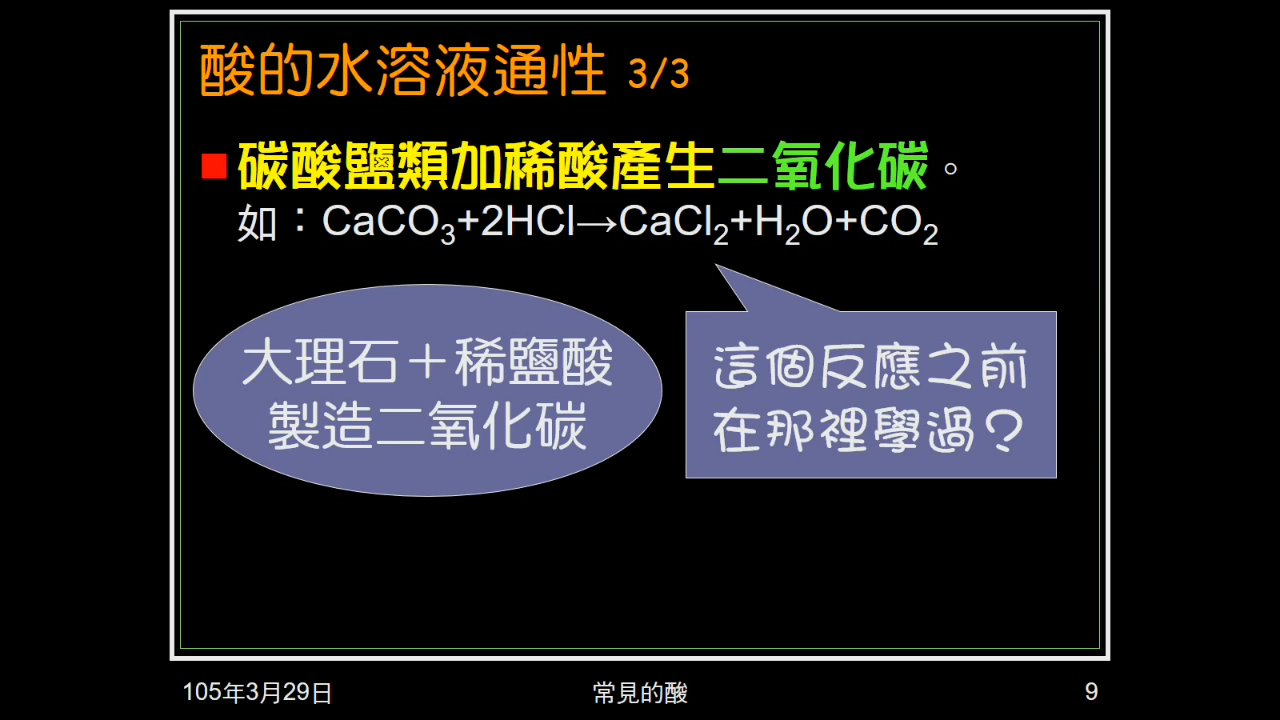 酸的水溶液通性 3/3
碳酸鹽類加稀酸產生二氧化碳。
如：CaCO₃+2HCl→CaCl₂+H₂O+CO₂
大理石＋稀鹽酸
製造二氧化碳
這個反應之前
在那裡學過？
105年3月29日
常見的酸
9